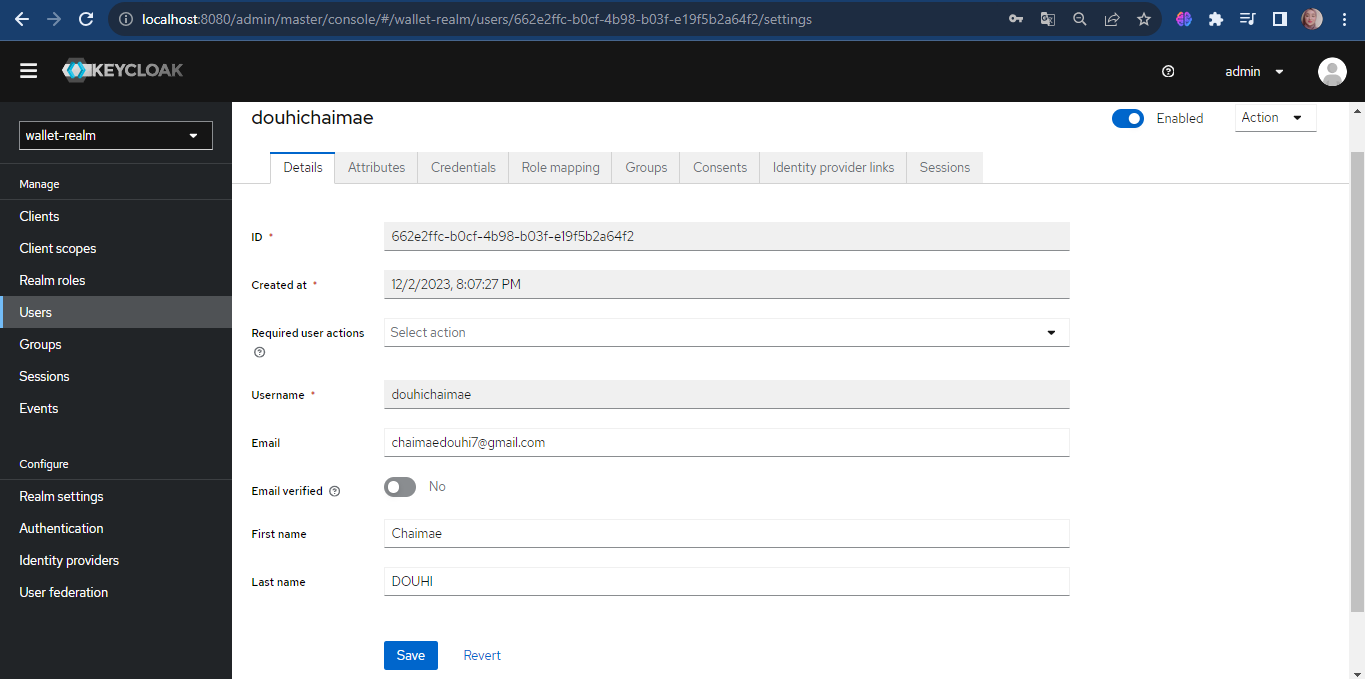 localhost:8080/admin/master/console/#/wallet-realm/users/662e2ffc-b0cf-4b98-b03f-e19f5b2a64f2/settings
KEYCLOAK
admin
wallet-realm
Manage
Clients
Client scopes
Realm roles
Users
Groups
Sessions
Events
Configure
Realm settings
Authentication
Identity providers
User federation
douhichaimae
Enabled
Action
Details Attributes Credentials Role mapping Groups Consents Identity provider links Sessions
ID * 662e2ffc-b0cf-4b98-b03f-e19f5b2a64f2
Created at * 12/2/2023, 8:07:27 PM
Required user actions Select action
Username * douhichaimae
Email chaimaedouhi7@gmail.com
Email verified No
First name Chaimae
Last name DOUHI
Save Revert